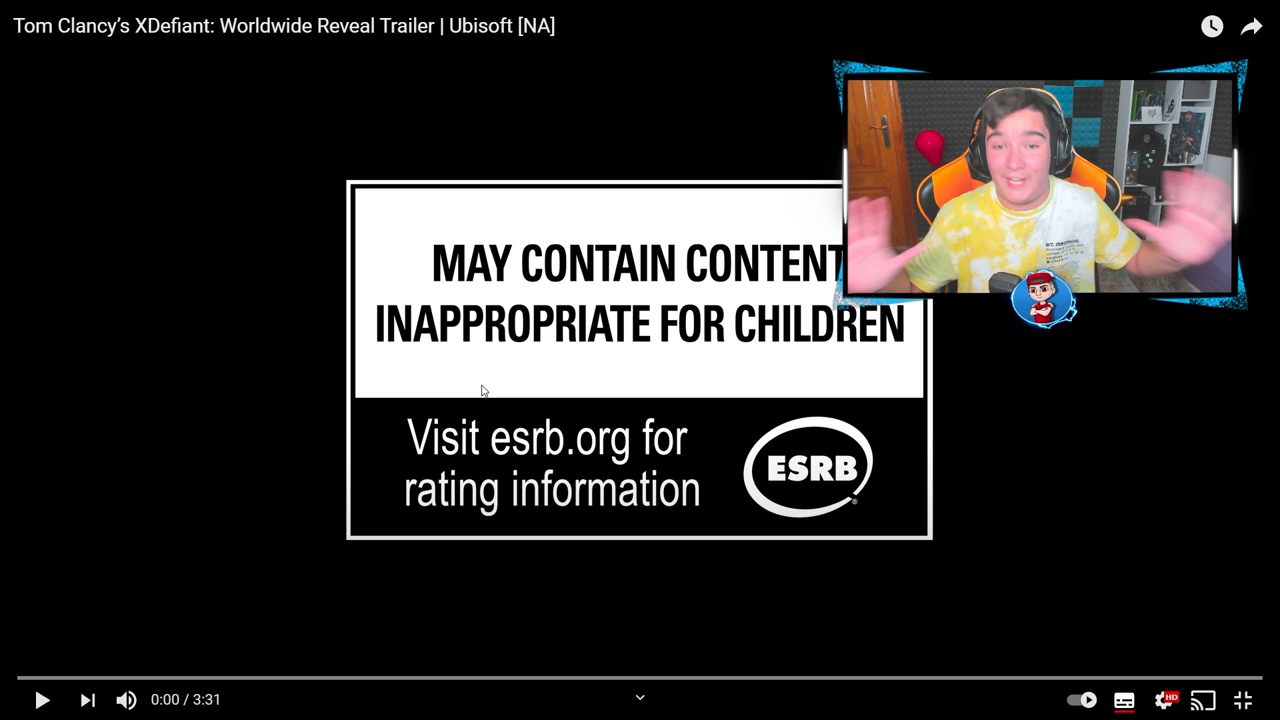 Tom Clancy’s XDefiant: Worldwide Reveal Trailer | Ubisoft [NA]
MAY CONTAIN CONTENT
INAPPROPRIATE FOR CHILDREN
Visit esrb.org for
rating information
ESRB
®
0:00 / 3:31
HD